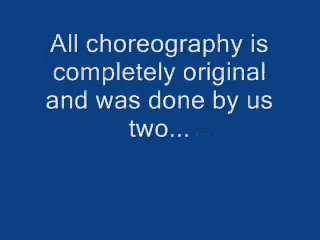 All choreography is
completely original
and was done by us
two...